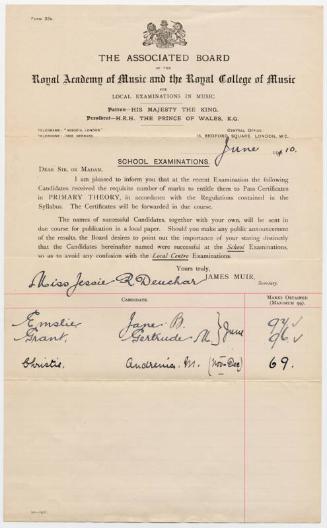 FORM 33A.
THE ASSOCIATED BOARD
OF THE
Royal Academy of Music and the Royal College of Music
FOR
LOCAL EXAMINATIONS IN MUSIC.
Patron—HIS MAJESTY THE KING.
President—H.R.H. THE PRINCE OF WALES, K.G.
TELEGRAMS
TELEPHONE
CENTRAL OFFICE:
15, BEDFORD SQUARE, LONDON, W.C.
June 1910.
SCHOOL EXAMINATIONS.
DEAR SIR, OR MADAM,
I am pleased to inform you that at the recent Examination the following
Candidates received the requisite number of marks to entitle them to Pass Certificates
in PRIMARY THEORY, in accordance with the Regulations contained in the
Syllabus. The Certificates will be forwarded in due course.
The names of successful Candidates, together with your own, will be sent in
due course for publication in a local paper. Should you make any public announcement
of the results, the Board desires to point out the importance of your stating distinctly
that the Candidates hereinafter named were successful at the School Examinations,
so as to avoid any confusion with the Local Centre Examinations.
Yours truly,
JAMES MUIR,
Secretary.
Miss Jessie R Deuchar
CANDIDATE.
MARKS OBTAINED
(MAXIMUM 99).
Emslie Jane B. } June 94 ✓
Grant Gertrude M 96 ✓
Christie Andrenia M. (Nov-Dec) 69.